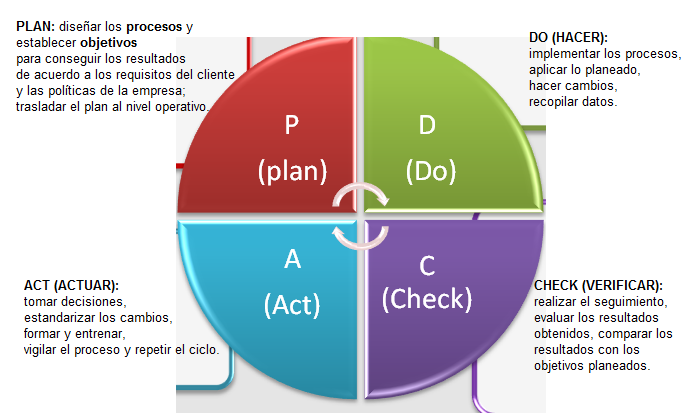 PLAN: diseñar los procesos y
establecer objetivos
para conseguir los resultados
de acuerdo a los requisitos del cliente
y las políticas de la empresa;
trasladar el plan al nivel operativo.
DO (HACER):
implementar los procesos,
aplicar lo planeado,
hacer cambios,
recopilar datos.
P
(plan)
D
(Do)
A
(Act)
C
(Check)
ACT (ACTUAR):
tomar decisiones,
estandarizar los cambios,
formar y entrenar,
vigilar el proceso y repetir el ciclo.
CHECK (VERIFICAR):
realizar el seguimiento,
evaluar los resultados
obtenidos, comparar los
resultados con los
objetivos planeados.